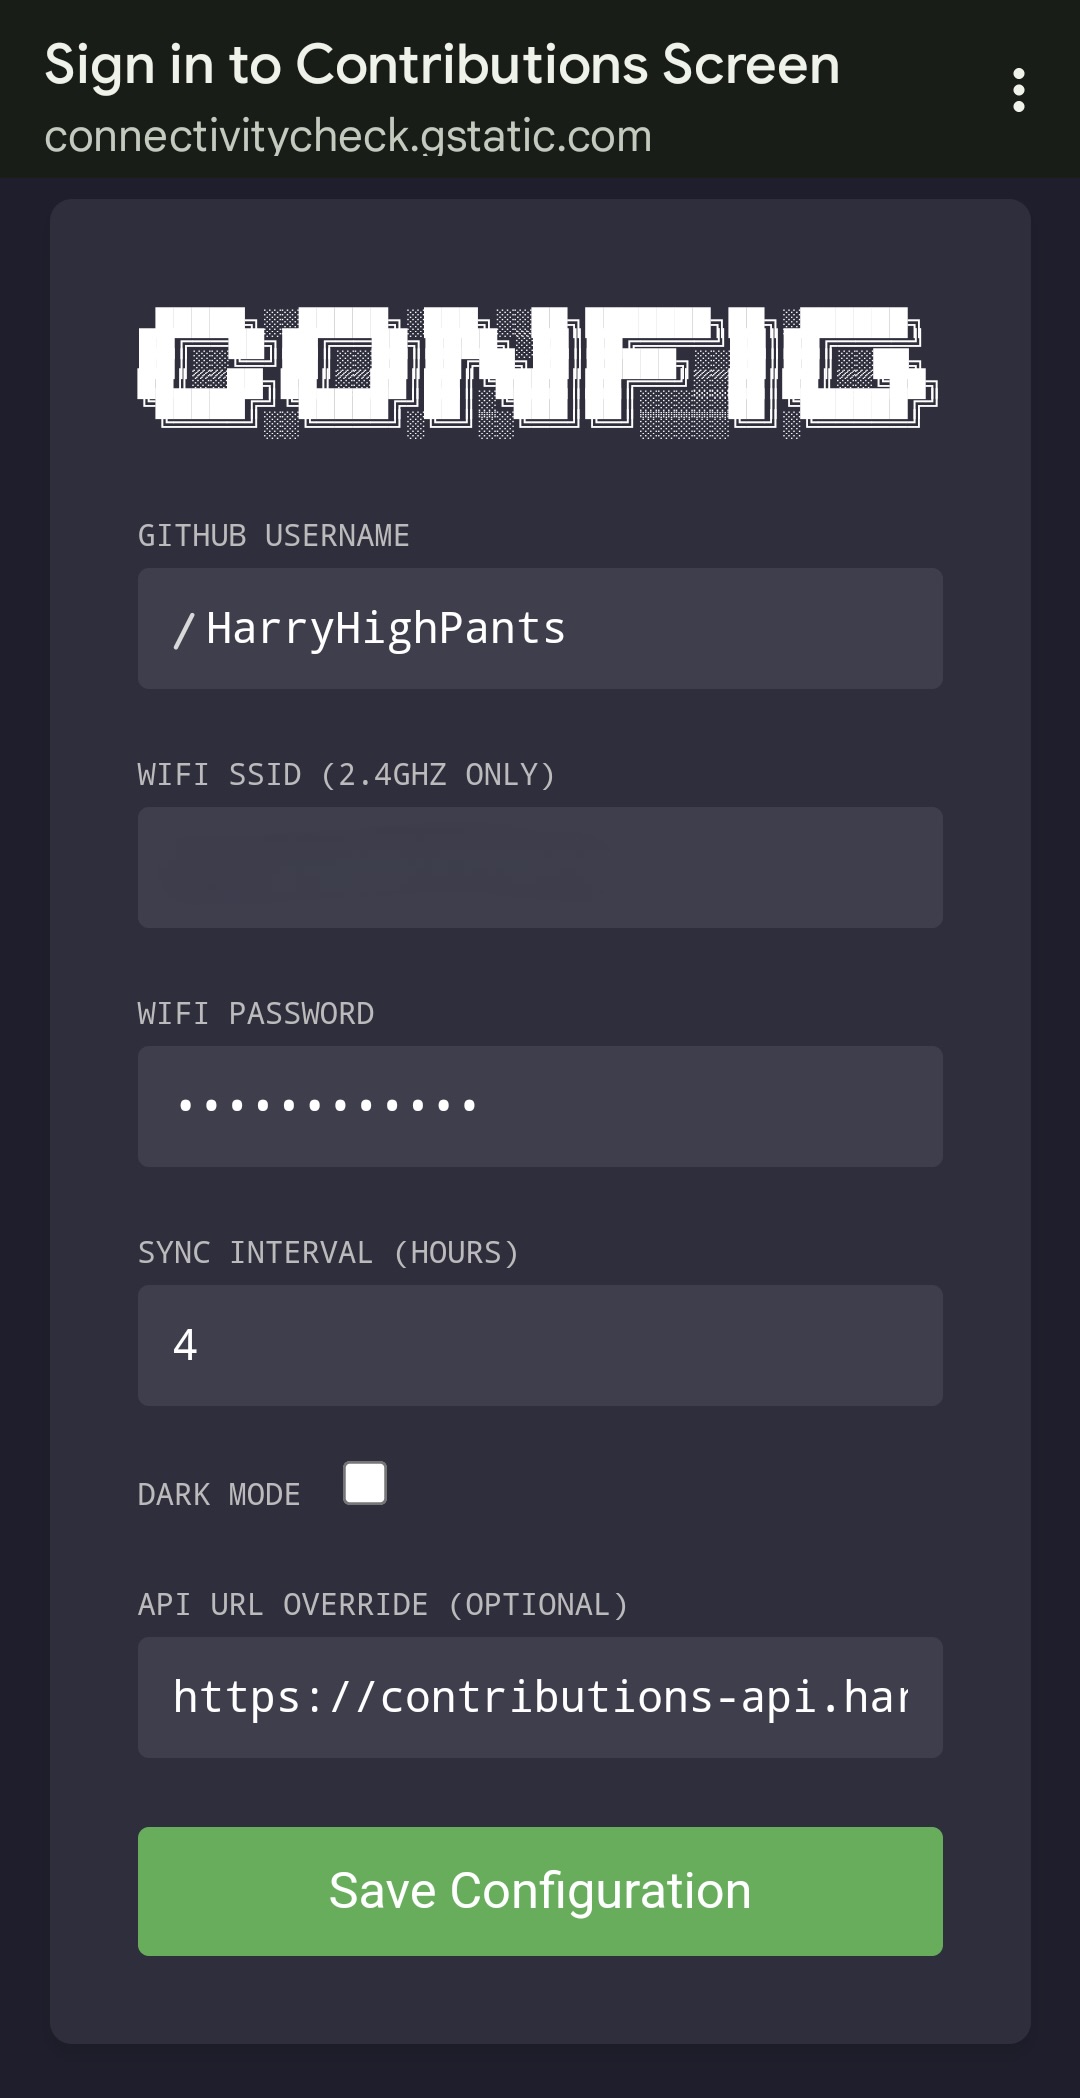 Sign in to Contributions Screen
connectivitycheck.gstatic.com
CONFIG
GITHUB USERNAME
/HarryHighPants
WIFI SSID (2.4GHZ ONLY)
WIFI PASSWORD
••••••••••••
SYNC INTERVAL (HOURS)
4
DARK MODE
API URL OVERRIDE (OPTIONAL)
https://contributions-api.har
Save Configuration